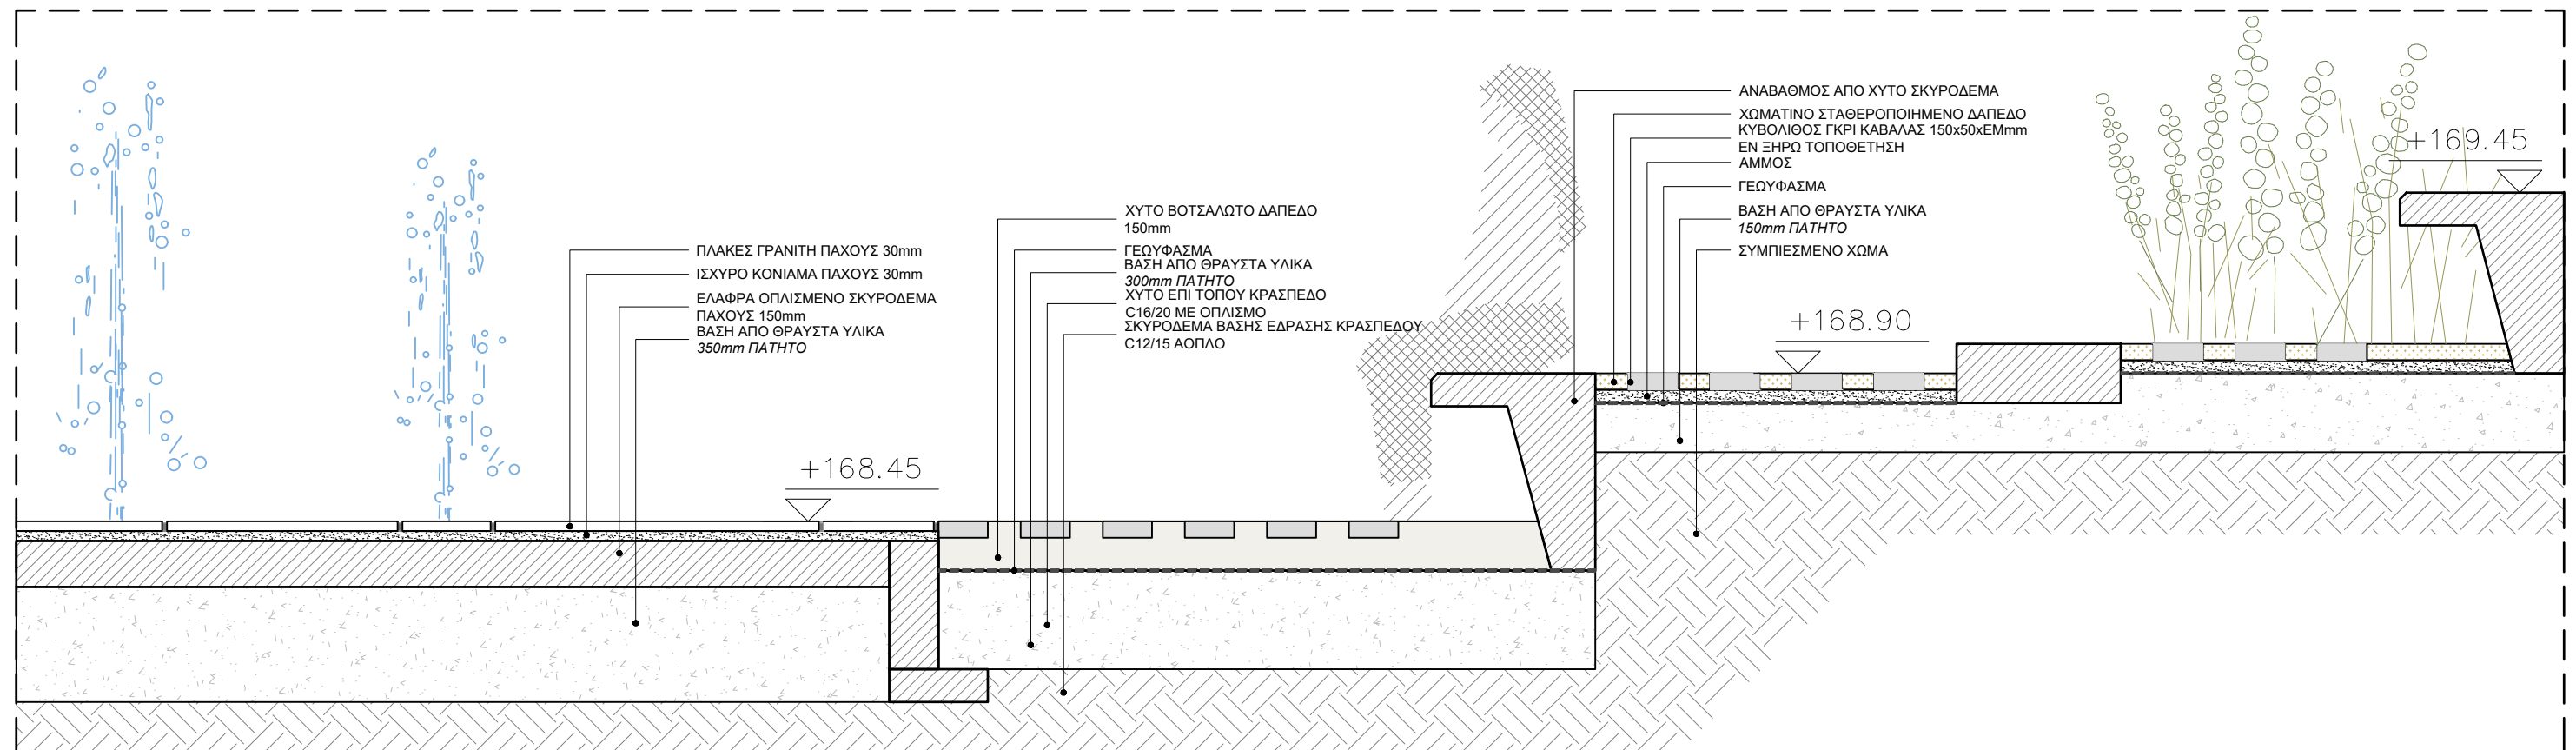 ΑΝΑΒΑΘΜΟΣ ΑΠΟ ΧΥΤΟ ΣΚΥΡΟΔΕΜΑ
ΧΩΜΑΤΙΝΟ ΣΤΑΘΕΡΟΠΟΙΗΜΕΝΟ ΔΑΠΕΔΟ
ΚΥΒΟΛΙΘΟΣ ΓΚΡΙ ΚΑΒΑΛΑΣ 150x50xΕΜmm
ΕΝ ΞΗΡΩ ΤΟΠΟΘΕΤΗΣΗ
ΑΜΜΟΣ
ΓΕΩΥΦΑΣΜΑ
ΒΑΣΗ ΑΠΟ ΘΡΑΥΣΤΑ ΥΛΙΚΑ
150mm ΠΑΤΗΤΟ
ΣΥΜΠΙΕΣΜΕΝΟ ΧΩΜΑ
+169.45
ΧΥΤΟ ΒΟΤΣΑΛΩΤΟ ΔΑΠΕΔΟ
150mm
ΓΕΩΥΦΑΣΜΑ
ΒΑΣΗ ΑΠΟ ΘΡΑΥΣΤΑ ΥΛΙΚΑ
300mm ΠΑΤΗΤΟ
ΧΥΤΟ ΕΠΙ ΤΟΠΟΥ ΚΡΑΣΠΕΔΟ
C16/20 ΜΕ ΟΠΛΙΣΜΟ
ΣΚΥΡΟΔΕΜΑ ΒΑΣΗΣ ΕΔΡΑΣΗΣ ΚΡΑΣΠΕΔΟΥ
C12/15 ΑΟΠΛΟ
ΠΛΑΚΕΣ ΓΡΑΝΙΤΗ ΠΑΧΟΥΣ 30mm
ΙΣΧΥΡΟ ΚΟΝΙΑΜΑ ΠΑΧΟΥΣ 30mm
ΕΛΑΦΡΑ ΟΠΛΙΣΜΕΝΟ ΣΚΥΡΟΔΕΜΑ
ΠΑΧΟΥΣ 150mm
ΒΑΣΗ ΑΠΟ ΘΡΑΥΣΤΑ ΥΛΙΚΑ
350mm ΠΑΤΗΤΟ
+168.90
+168.45